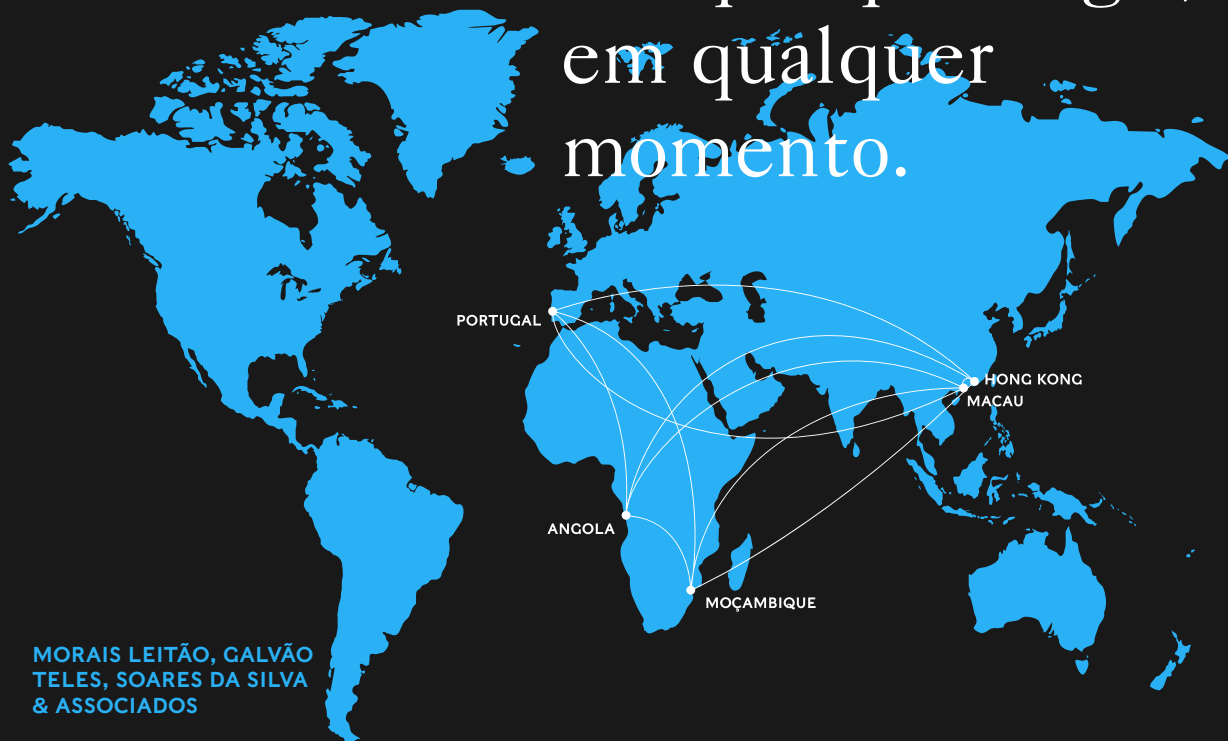 em qualquer
momento.
PORTUGAL
HONG KONG
MACAU
ANGOLA
MOÇAMBIQUE
MORAIS LEITÃO, GALVÃO
TELES, SOARES DA SILVA
& ASSOCIADOS